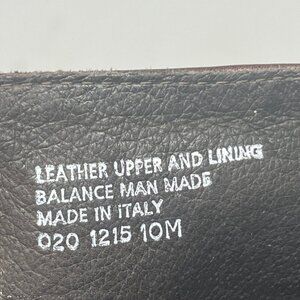 LEATHER UPPER AND LINING
BALANCE MAN MADE
MADE IN ITALY
020 1215 10M